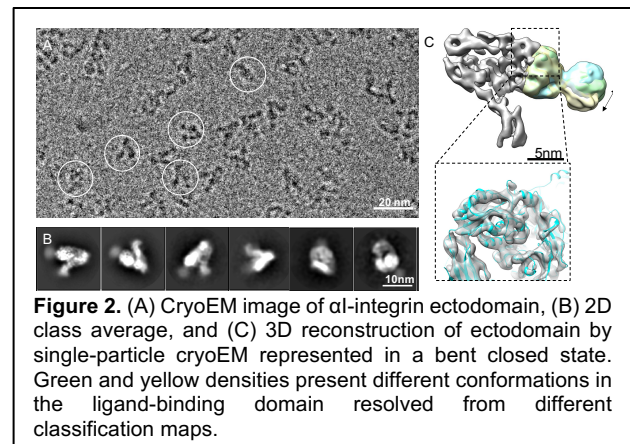 A
C
20 nm
5nm
B
10nm
Figure 2. (A) CryoEM image of αI-integrin ectodomain, (B) 2D
class average, and (C) 3D reconstruction of ectodomain by
single-particle cryoEM represented in a bent closed state.
Green and yellow densities present different conformations in
the ligand-binding domain resolved from different
classification maps.